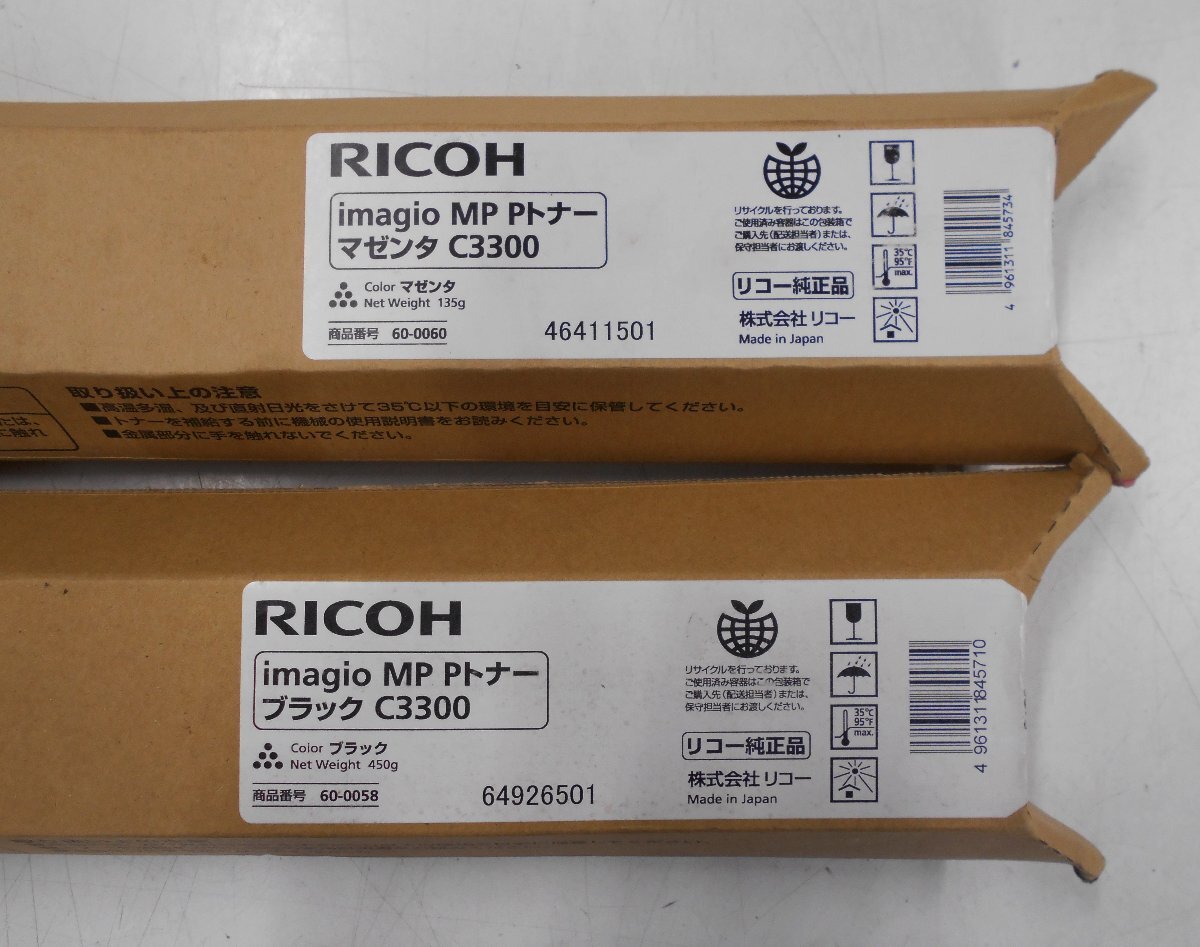 RICOH
imagio MP Pトナー
マゼンタ C3300
Color マゼンタ
Net Weight 135g
商品番号 60-0060
46411501
リサイクルを行っております。
ご使用済み容器はこの包装箱で
ご購入先（配送担当者）または、
保守担当者にお渡しください。
リコー純正品
株式会社リコー
Made in Japan
35℃
95°F
max.
4 961311 845734
取り扱い上の注意
■高温多湿、及び直射日光をさけて35℃以下の環境を目安に保管してください。
■トナーを補給する前に機械の使用説明書をお読みください。
■金属部分に手を触れないでください。
RICOH
imagio MP Pトナー
ブラック C3300
Color ブラック
Net Weight 450g
商品番号 60-0058
64926501
リサイクルを行っております。
ご使用済み容器はこの包装箱で
ご購入先（配送担当者）または、
保守担当者にお渡しください。
リコー純正品
株式会社リコー
Made in Japan
35℃
95°F
max.
4 961311 845710